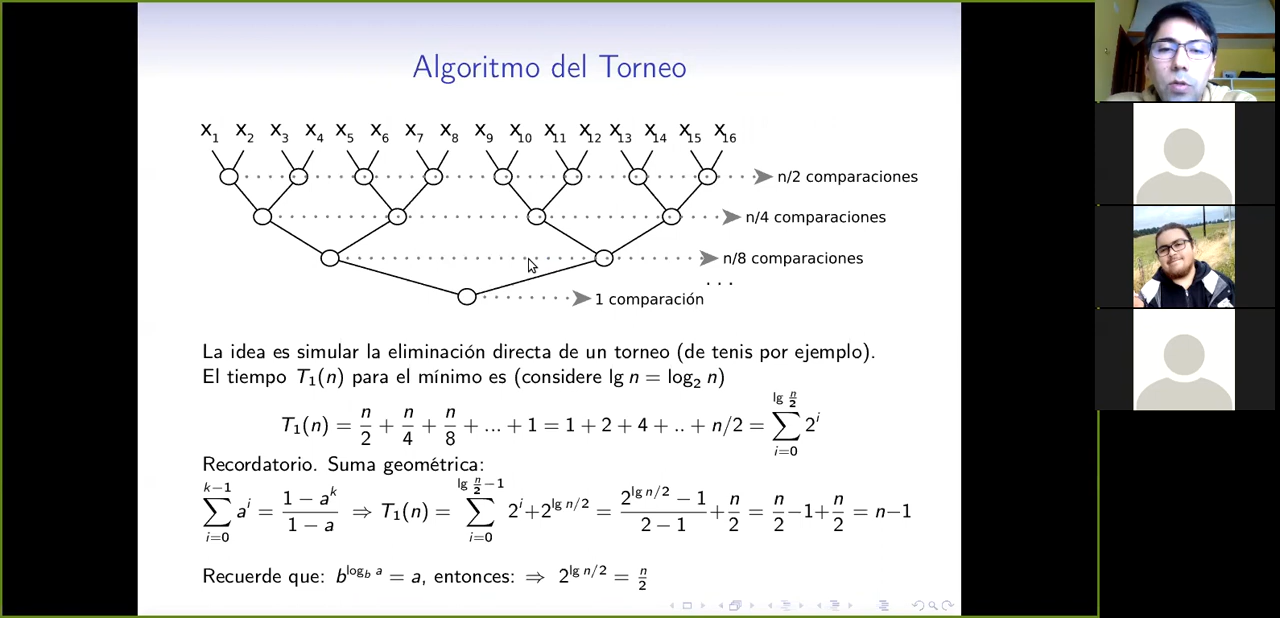 Algoritmo del Torneo
x1 x2 x3 x4 x5 x6 x7 x8 x9 x10 x11 x12 x13 x14 x15 x16
n/2 comparaciones
n/4 comparaciones
n/8 comparaciones
. . .
1 comparación
La idea es simular la eliminación directa de un torneo (de tenis por ejemplo).
El tiempo T₁(n) para el mínimo es (considere lg n = log₂ n)
T₁(n) = n/2 + n/4 + n/8 + ... + 1 = 1 + 2 + 4 + .. + n/2 = ∑_{i=0}^{lg n/2} 2^i
Recordatorio. Suma geométrica:
∑_{i=0}^{k−1} a^i = (1 − a^k)/(1 − a) ⇒ T₁(n) = ∑_{i=0}^{lg n/2 −1} 2^i + 2^{lg n/2} = (2^{lg n/2} − 1)/(2 − 1) + n/2 = n/2 − 1 + n/2 = n − 1
Recuerde que: b^{log_b a} = a, entonces: ⇒ 2^{lg n/2} = n/2